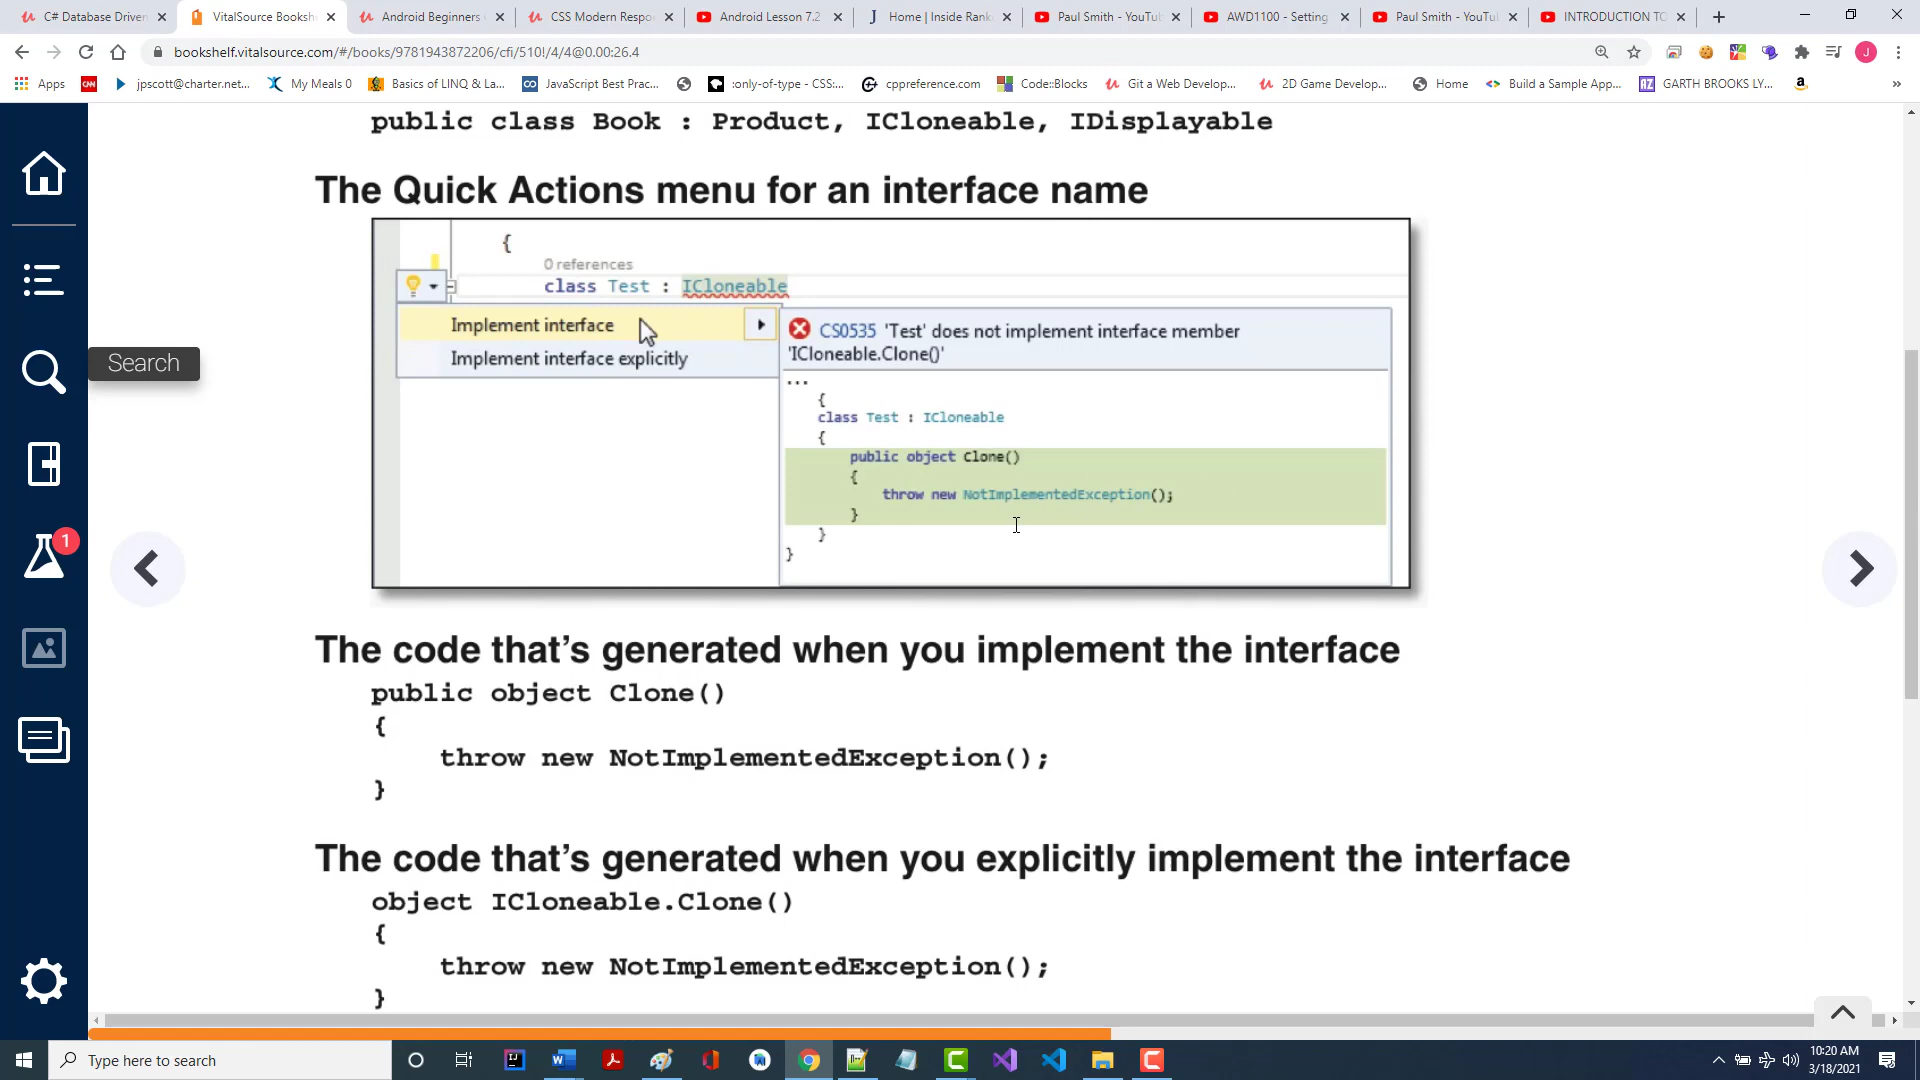 C# Database Driven
VitalSource Booksh
Android Beginners
CSS Modern Respo
Android Lesson 7.2
Home | Inside Rank
Paul Smith - YouTu
AWD1100 - Setting
Paul Smith - YouTu
INTRODUCTION TO
bookshelf.vitalsource.com/#/books/9781943872206/cfi/510!/4/4@0.00:26.4
J
Apps
CNN
jpscott@charter.net...
My Meals 0
Basics of LINQ & La...
JavaScript Best Prac...
:only-of-type - CSS:...
cppreference.com
Code::Blocks
Git a Web Develop...
2D Game Develop...
Home
Build a Sample App...
GARTH BROOKS LY...
»
public class Book : Product, ICloneable, IDisplayable
The Quick Actions menu for an interface name
{
0 references
class Test : ICloneable
Implement interface
Implement interface explicitly
CS0535 'Test' does not implement interface member
'ICloneable.Clone()'
...
{
class Test : ICloneable
{
public object Clone()
{
throw new NotImplementedException();
}
}
}
Search
1
The code that’s generated when you implement the interface
public object Clone()
{
throw new NotImplementedException();
}
The code that’s generated when you explicitly implement the interface
object ICloneable.Clone()
{
throw new NotImplementedException();
}
Type here to search
10:20 AM
3/18/2021